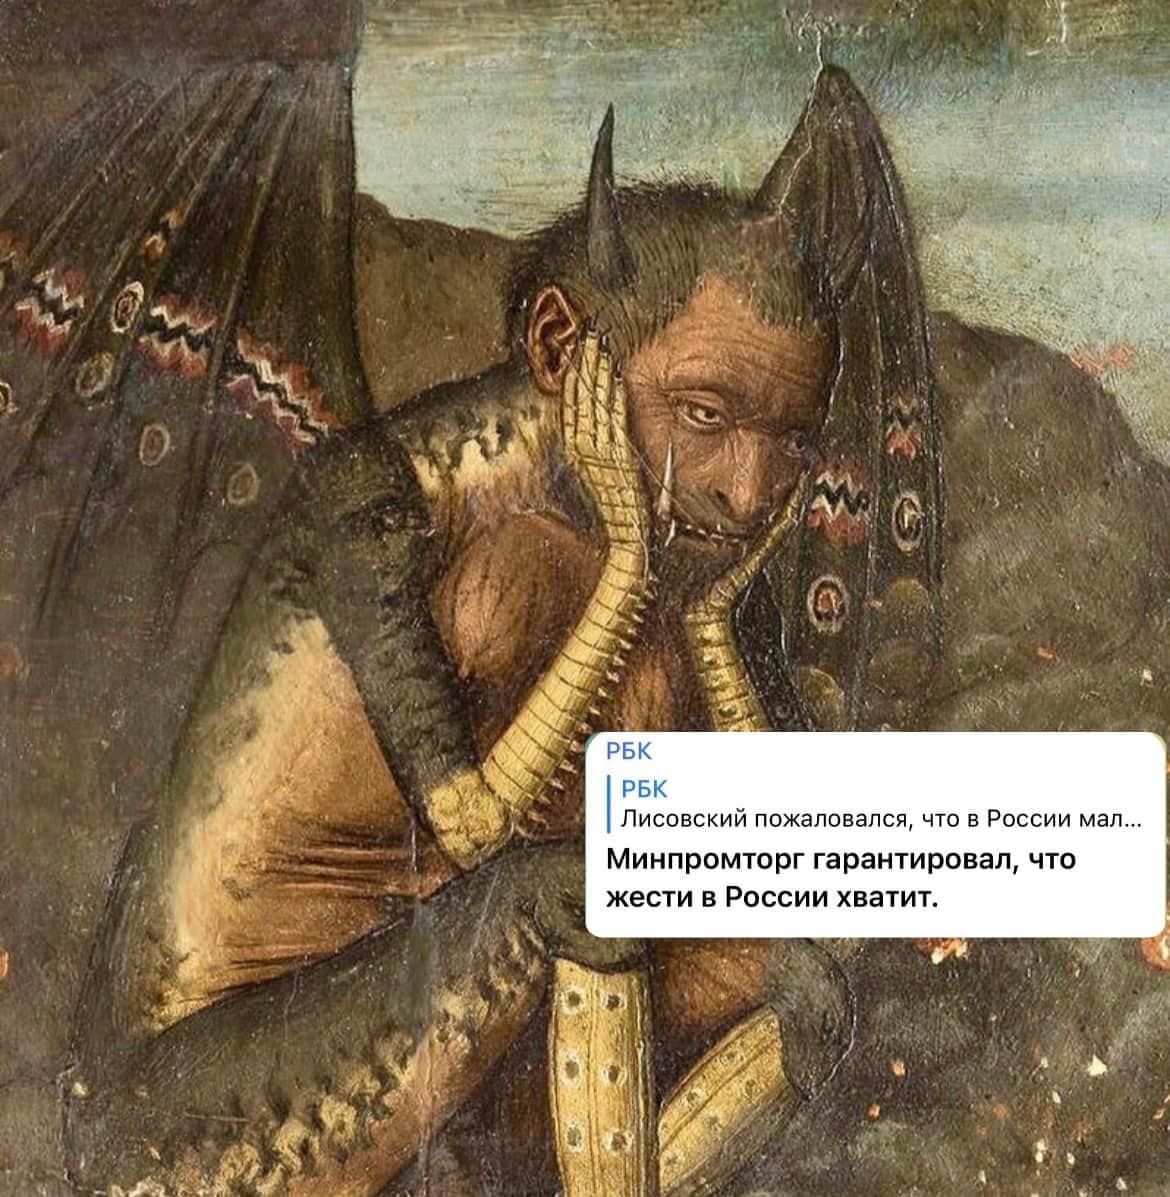 РБК
РБК
Лисовский пожаловался, что в России мал...
Минпромторг гарантировал, что
жести в России хватит.